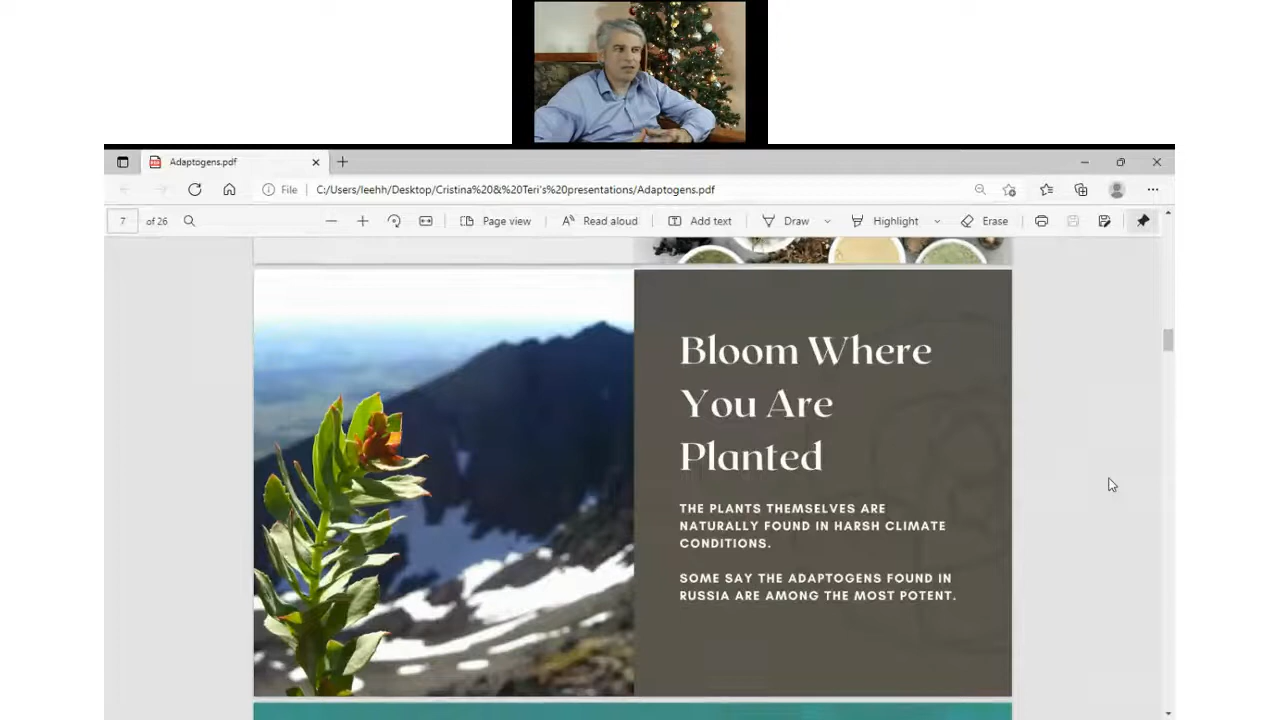 Adaptogens.pdf
File
C:/Users/leehh/Desktop/Cristina%20&%20Teri's%20presentations/Adaptogens.pdf
7 of 26
Page view
Read aloud
Add text
Draw
Highlight
Erase
Bloom Where
You Are
Planted
THE PLANTS THEMSELVES ARE
NATURALLY FOUND IN HARSH CLIMATE
CONDITIONS.
SOME SAY THE ADAPTOGENS FOUND IN
RUSSIA ARE AMONG THE MOST POTENT.